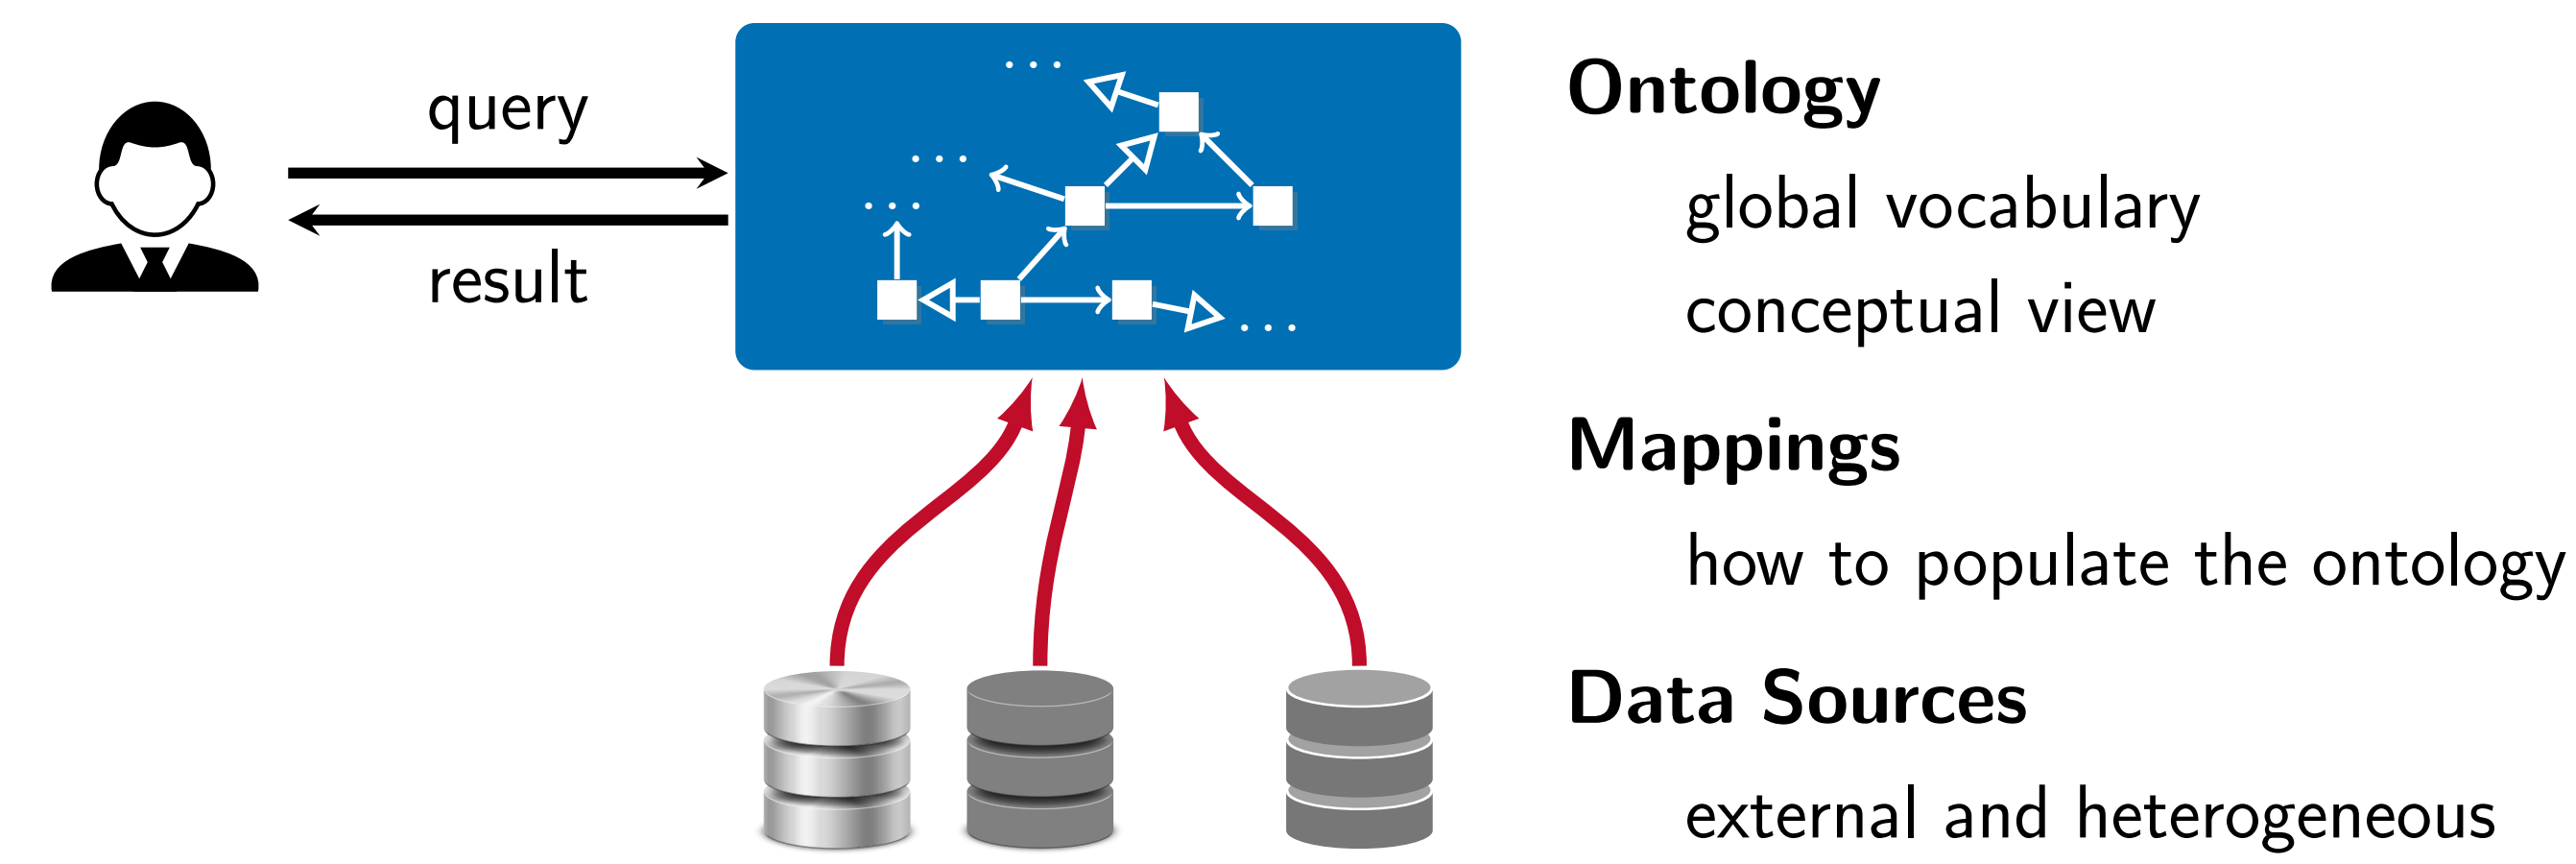 query
result
. . .
. . .
. . .
. . .
Ontology
global vocabulary
conceptual view
Mappings
how to populate the ontology
Data Sources
external and heterogeneous